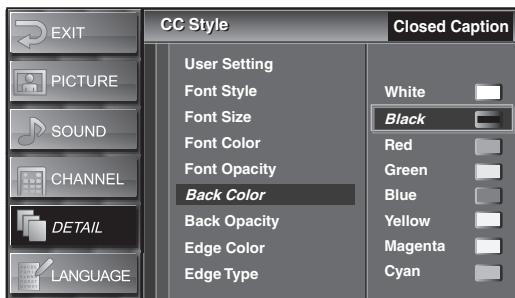 EXIT
PICTURE
SOUND
CHANNEL
DETAIL
LANGUAGE
CC Style
Closed Caption
User Setting
Font Style
Font Size
Font Color
Font Opacity
Back Color
Back Opacity
Edge Color
Edge Type
White
Black
Red
Green
Blue
Yellow
Magenta
Cyan